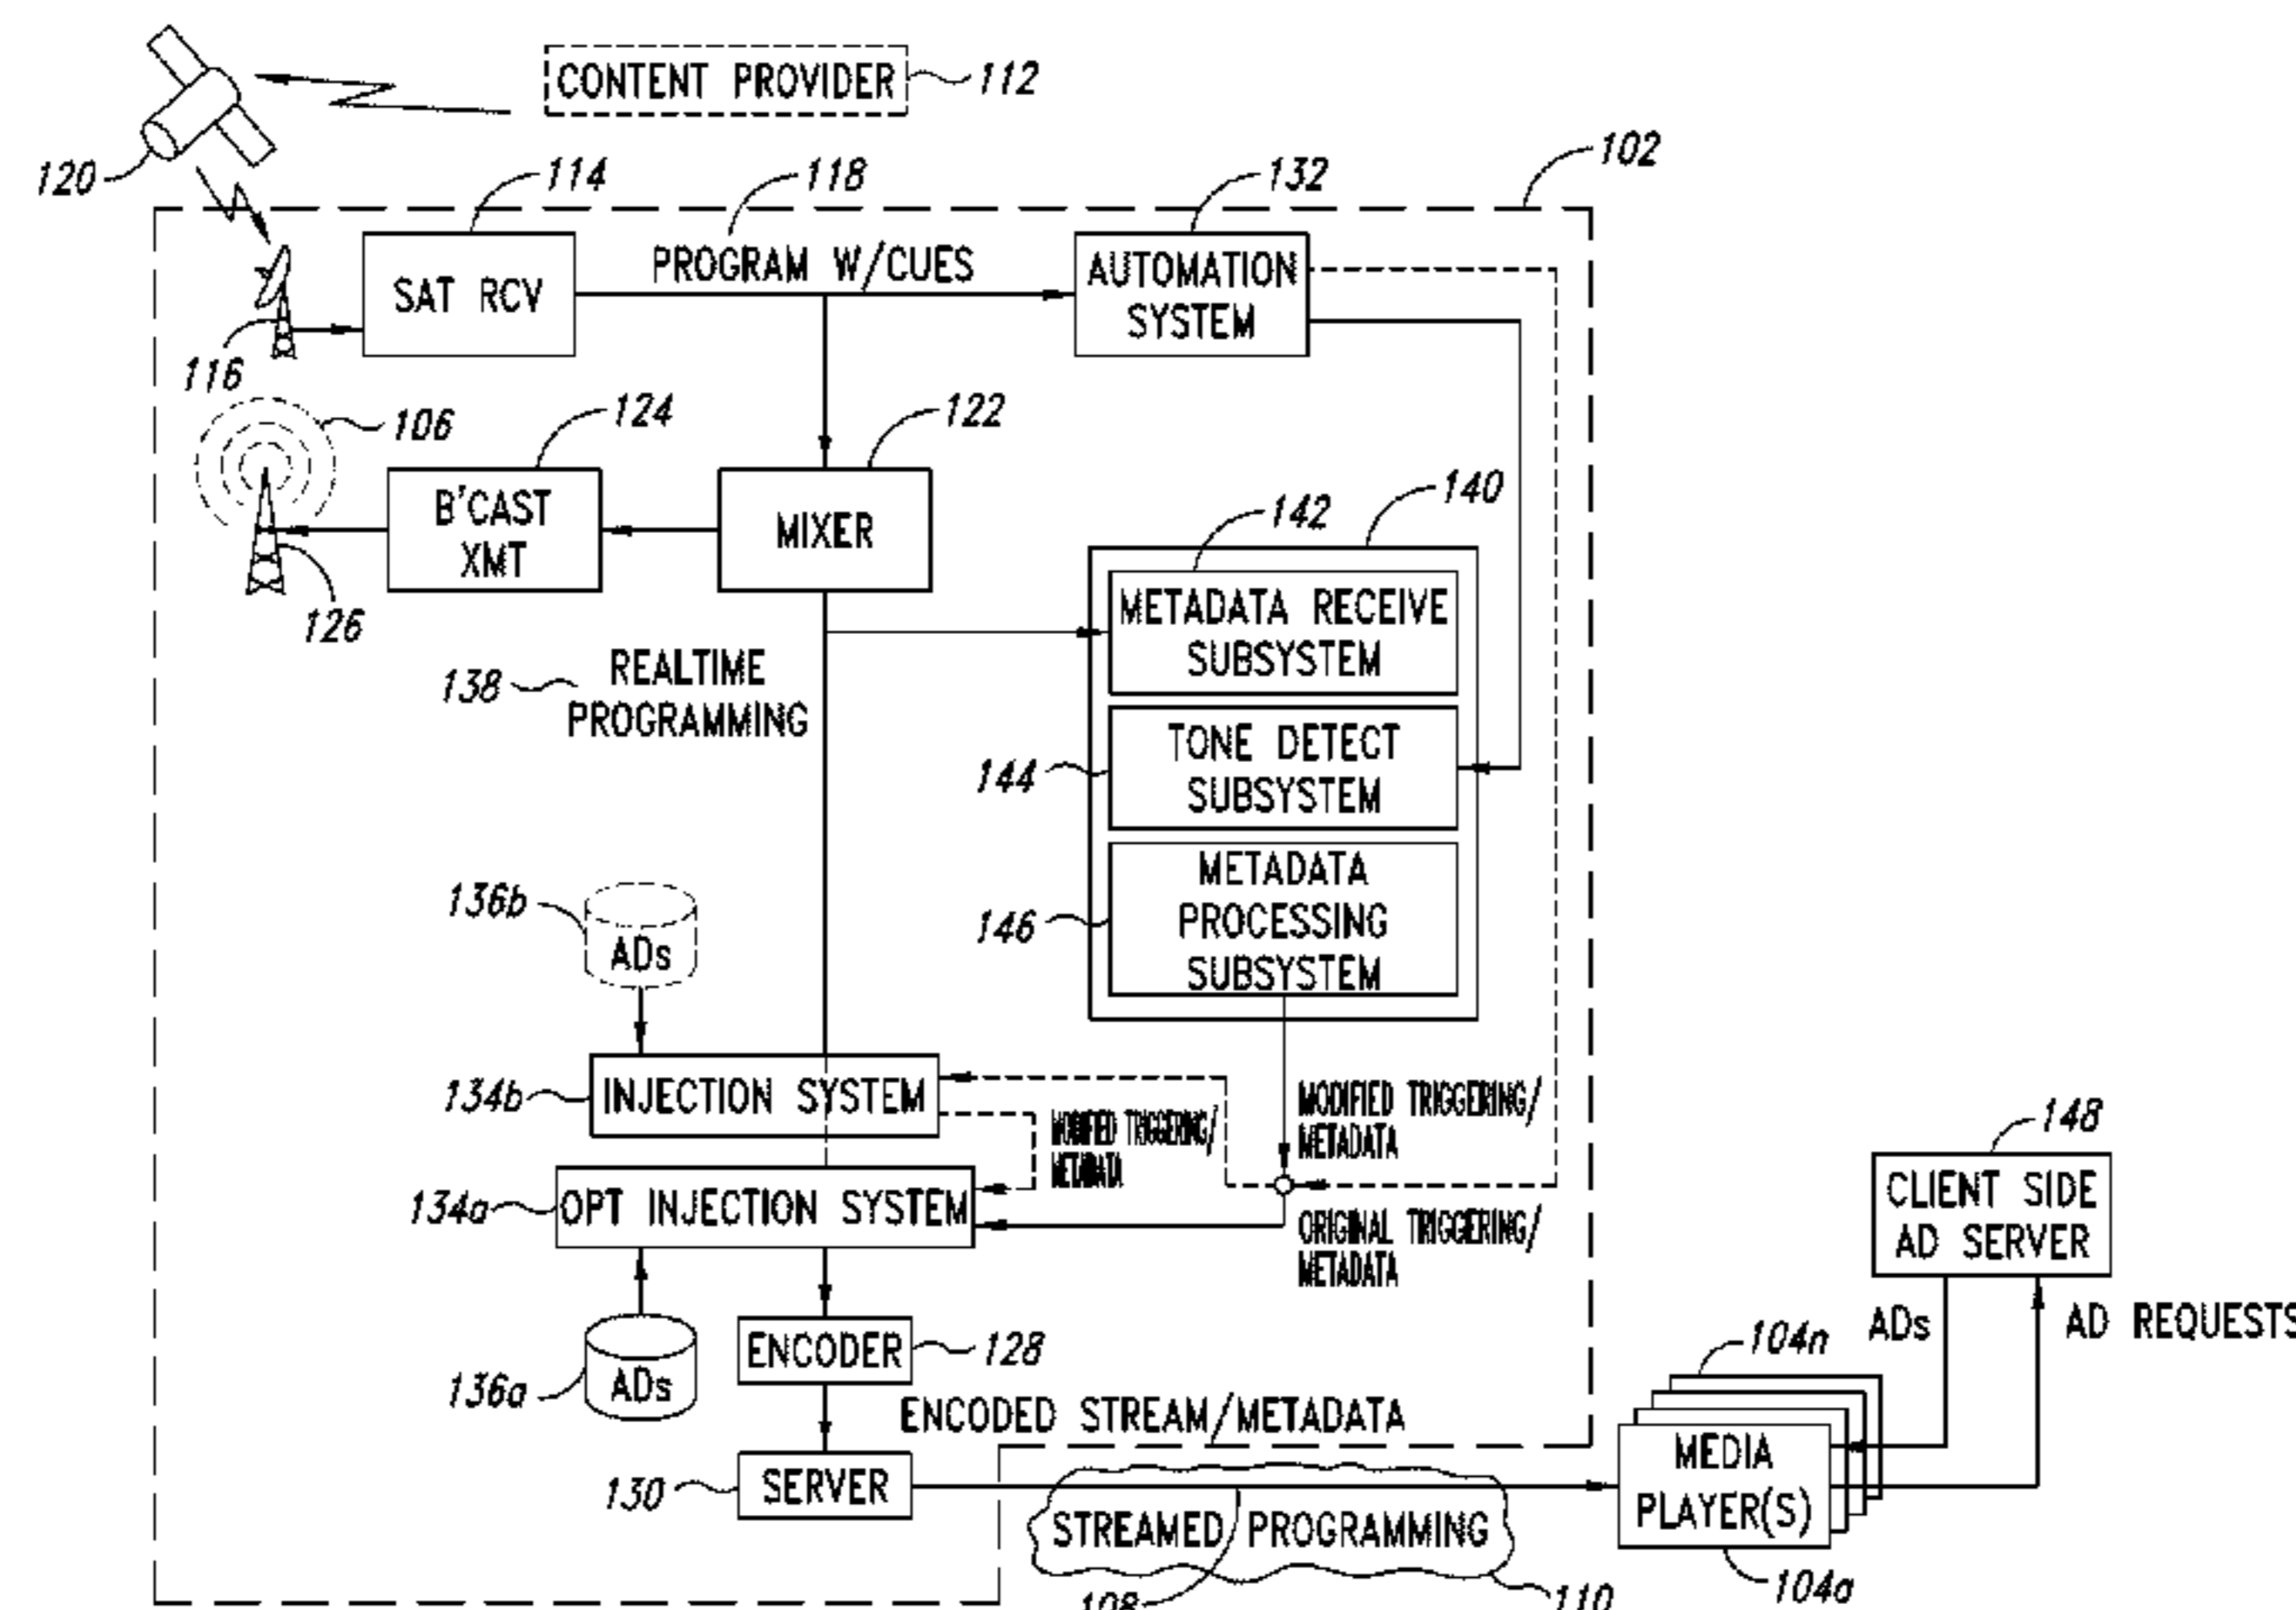 CONTENT PROVIDER
112
120
102
114
118
132
PROGRAM W/CUES
SAT RCV
AUTOMATION
SYSTEM
116
106
124
122
B'CAST
XMT
MIXER
126
140
142
METADATA RECEIVE
SUBSYSTEM
138
REALTIME
PROGRAMMING
144
TONE DETECT
SUBSYSTEM
146
METADATA
PROCESSING
SUBSYSTEM
136b
ADs
134b
INJECTION SYSTEM
MODIFIED TRIGGERING/
METADATA
MODIFIED TRIGGERING/
METADATA
134a
OPT INJECTION SYSTEM
ORIGINAL TRIGGERING/
METADATA
148
CLIENT SIDE
AD SERVER
136a
ADs
ENCODER
128
104n
ADs
AD REQUESTS
ENCODED STREAM/METADATA
130
SERVER
STREAMED PROGRAMMING
MEDIA
PLAYER(S)
108
110
104a